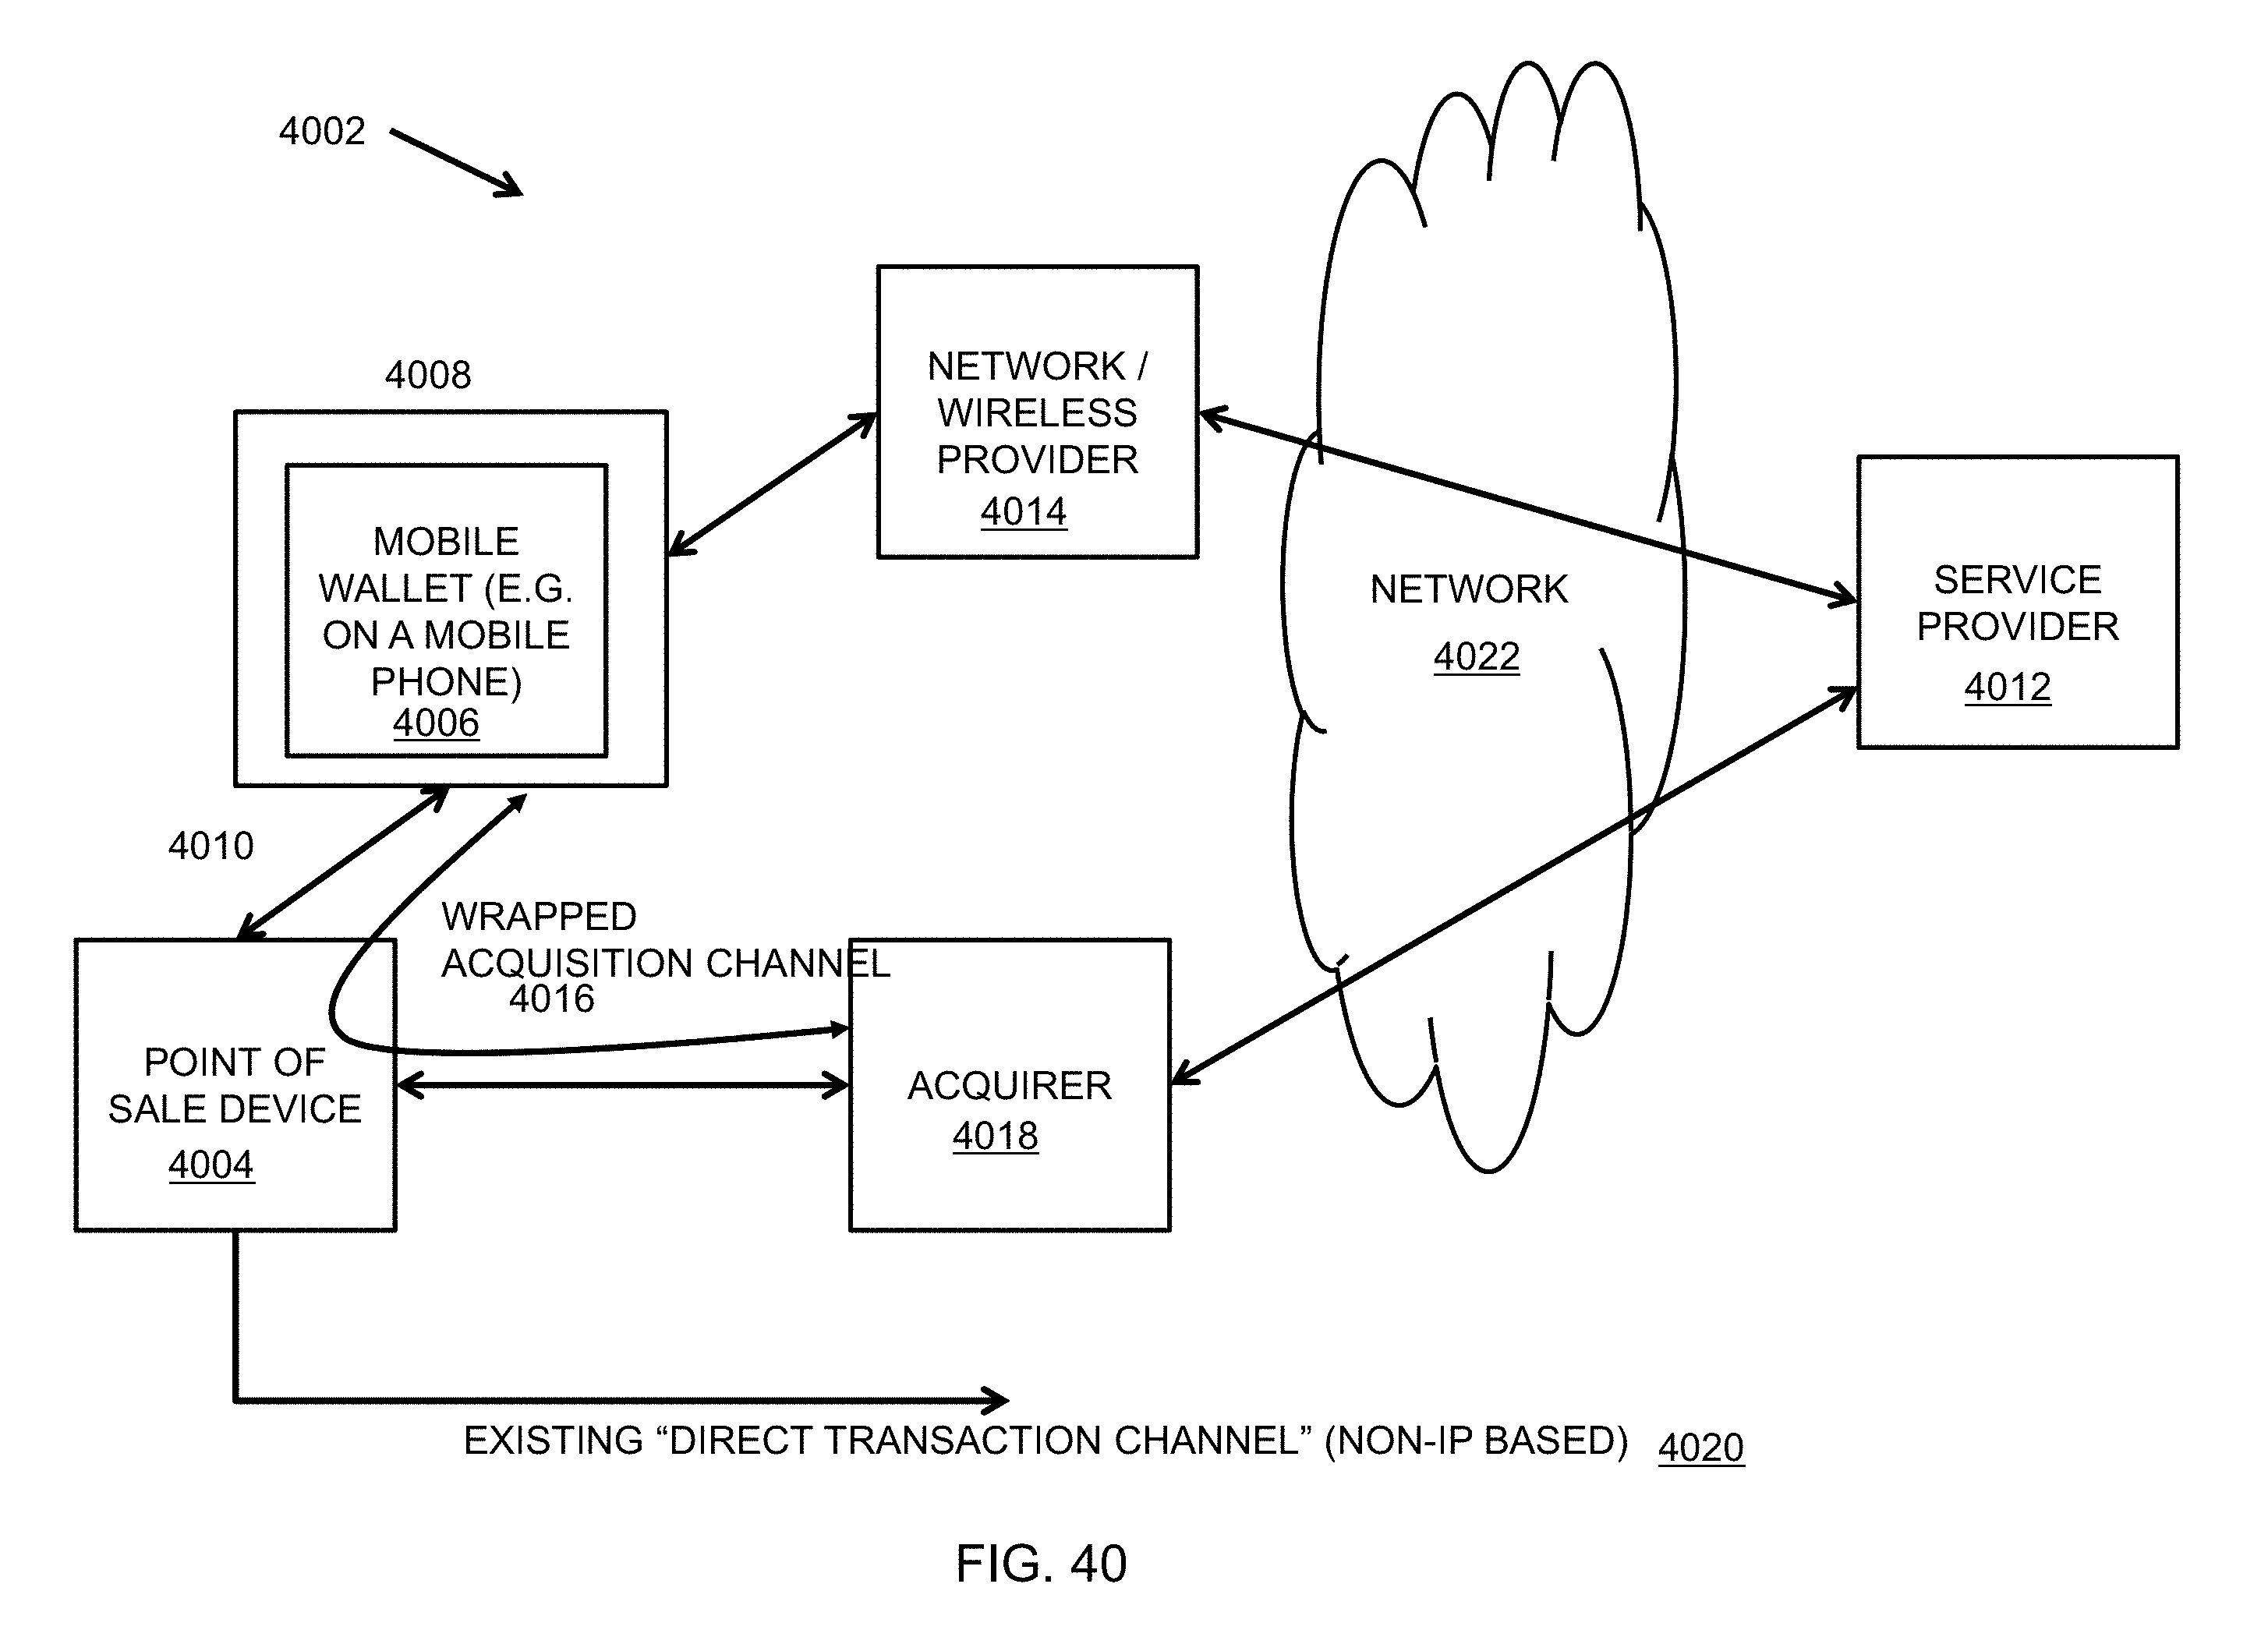 4002
NETWORK /
WIRELESS
PROVIDER
4014
4008
MOBILE
WALLET (E.G.
ON A MOBILE
PHONE)
4006
NETWORK
4022
SERVICE
PROVIDER
4012
4010
WRAPPED
ACQUISITION CHANNEL
4016
POINT OF
SALE DEVICE
4004
ACQUIRER
4018
EXISTING “DIRECT TRANSACTION CHANNEL” (NON-IP BASED) 4020
FIG. 40